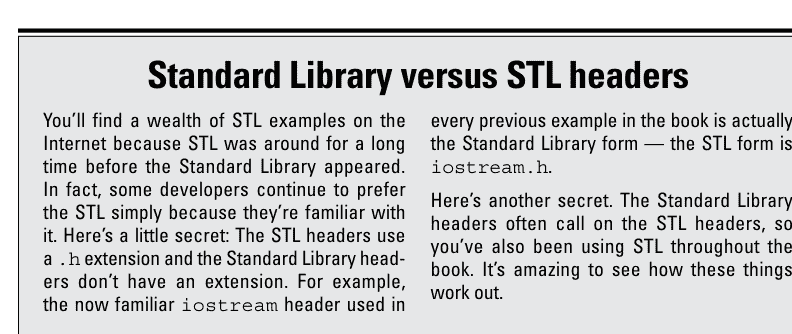 Standard Library versus STL headers
You'll find a wealth of STL examples on the
Internet because STL was around for a long
time before the Standard Library appeared.
In fact, some developers continue to prefer
the STL simply because they're familiar with
it. Here's a little secret: The STL headers use
a .h extension and the Standard Library head-
ers don't have an extension. For example,
the now familiar iostream header used in
every previous example in the book is actually
the Standard Library form — the STL form is
iostream.h.
Here's another secret. The Standard Library
headers often call on the STL headers, so
you've also been using STL throughout the
book. It's amazing to see how these things
work out.